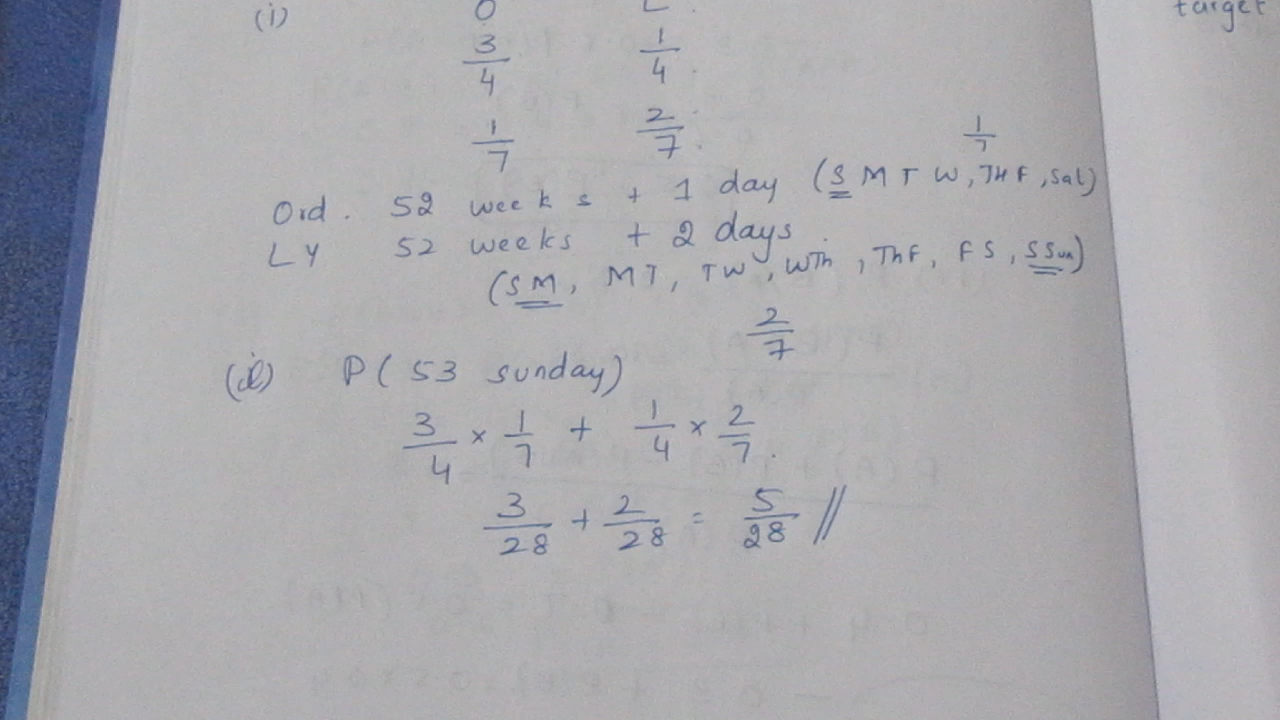 (i) O L target
3/4 1/4
1/7 2/7 1/7
Ord. 52 weeks + 1 day (S M T W, THF, Sat)
LY 52 weeks + 2 days
(SM, MT, TW, WTh, ThF, FS, SSun)
2/7
(ii) P( 53 sunday)
3/4 × 1/7 + 1/4 × 2/7.
3/28 + 2/28 = 5/28 //